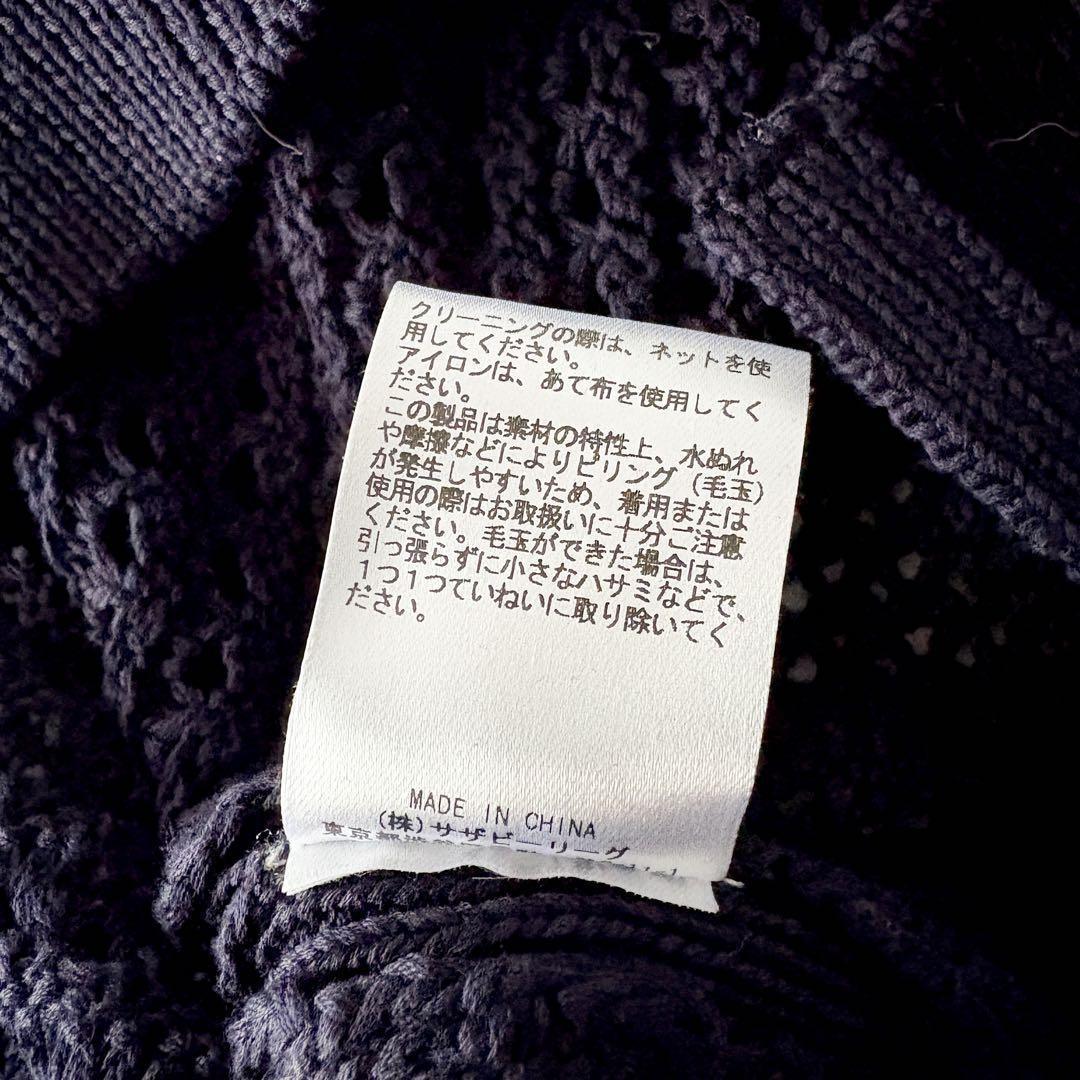 クリーニングの際は、ネットを使
用してください。
アイロンは、あて布を使用してく
ださい。
この製品は素材の特性上、水ぬれ
や摩擦などによりピリング（毛玉）
が発生しやすいため、着用または
使用の際はお取扱いに十分ご注意
ください。毛玉ができた場合は、
引っ張らずに小さなハサミなどで、
１つ１つていねいに取り除いてく
ださい。
MADE IN CHINA
(株)サザビーリーグ
東京都